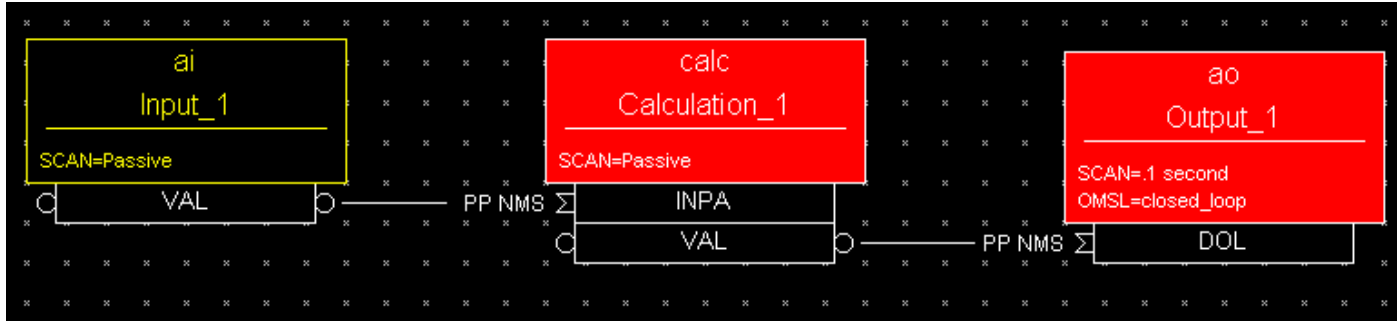 ai
Input_1
SCAN=Passive
VAL
PP NMS
calc
Calculation_1
SCAN=Passive
INPA
VAL
PP NMS
ao
Output_1
SCAN=.1 second
OMSL=closed_loop
DOL